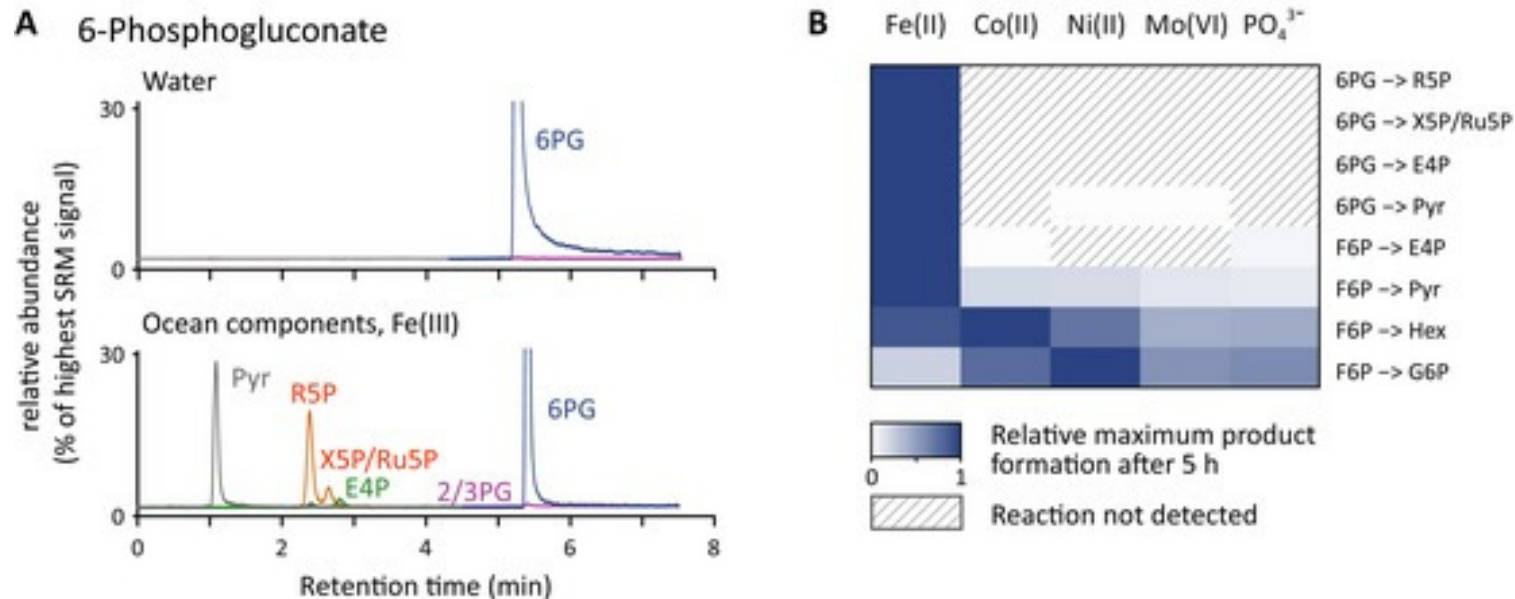 A
6-Phosphogluconate
Water
30
6PG
0
relative abundance
(% of highest SRM signal)
Ocean components, Fe(III)
30
Pyr
R5P
X5P/Ru5P
E4P
2/3PG
6PG
0
0 2 4 6 8
Retention time (min)
B
Fe(II) Co(II) Ni(II) Mo(VI) PO₄³⁻
6PG –> R5P
6PG –> X5P/Ru5P
6PG –> E4P
6PG –> Pyr
F6P –> E4P
F6P –> Pyr
F6P –> Hex
F6P –> G6P
0 1
Relative maximum product
formation after 5 h
Reaction not detected